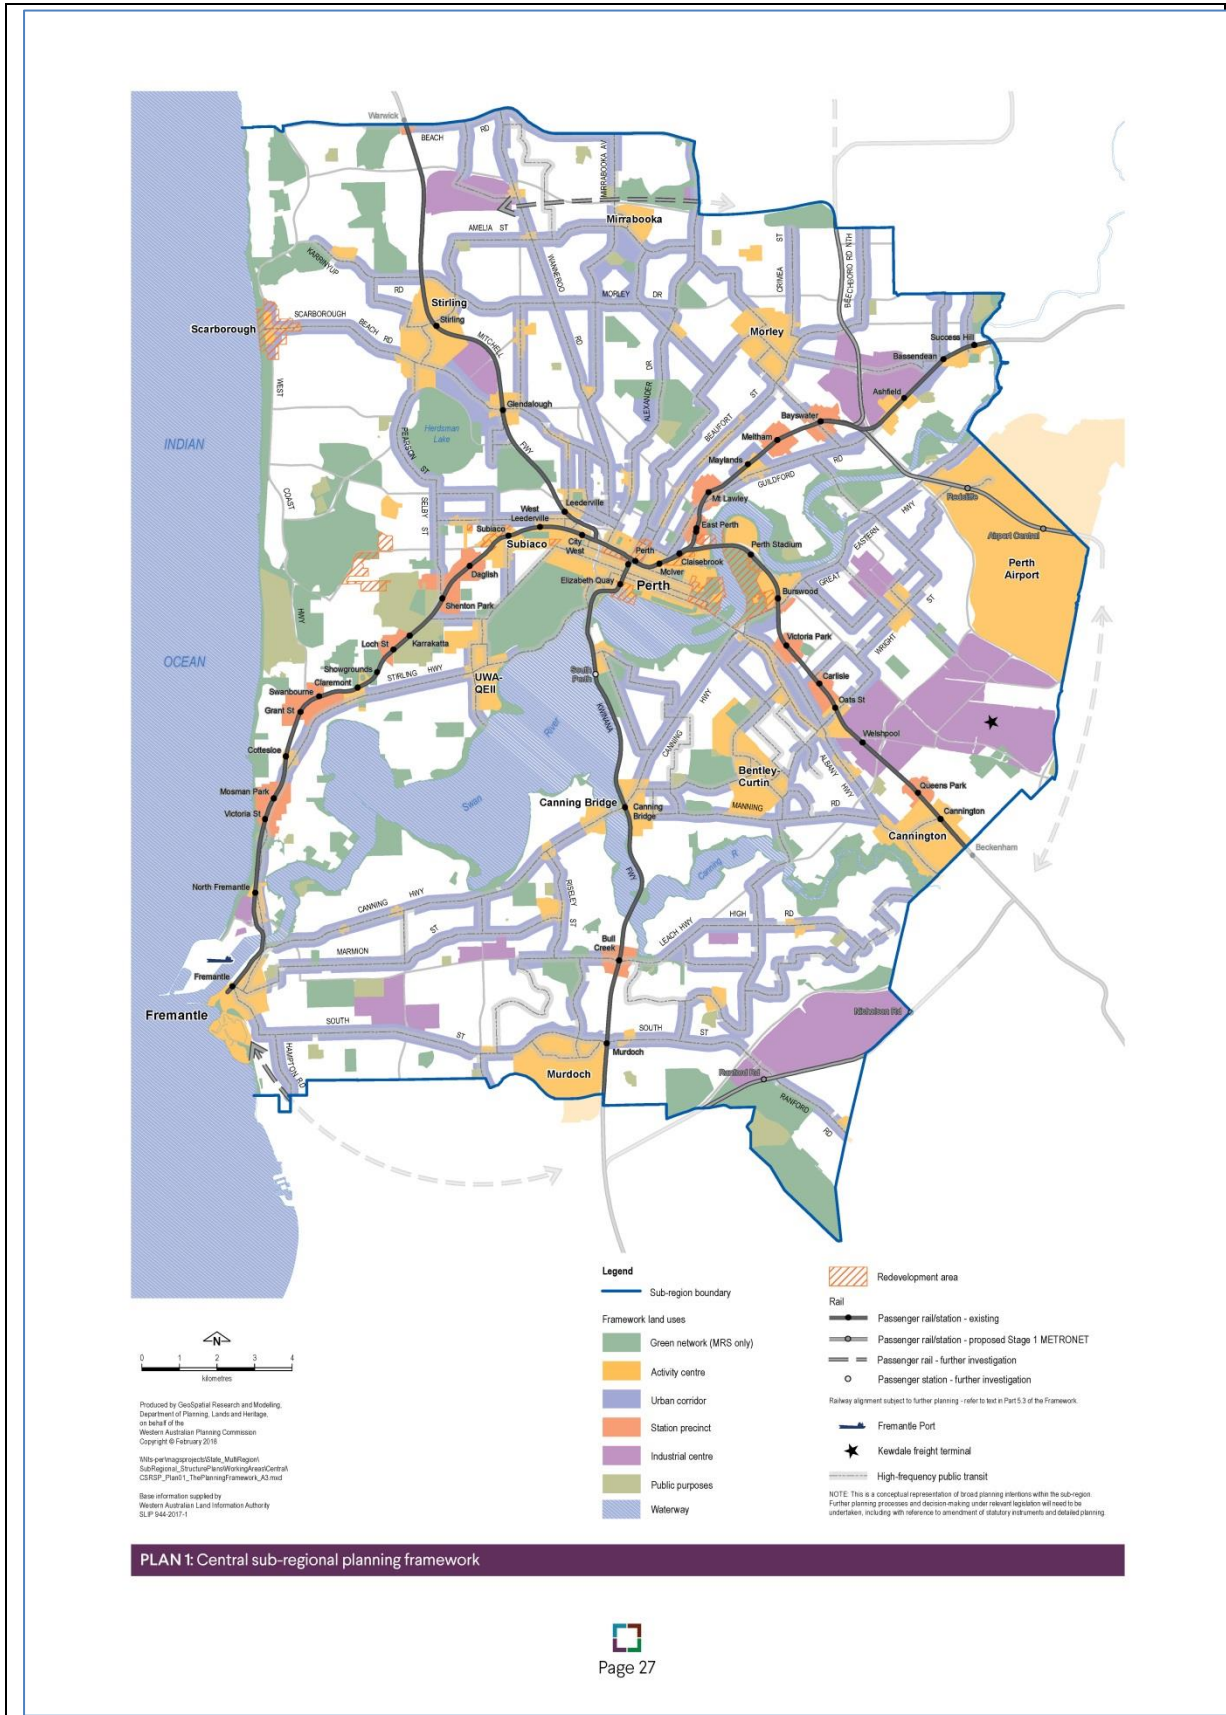 Warwick
BEACH
RD
MIRRABOOKA AV
Mirrabooka
AMELIA ST
KARRINYUP
RD
WANNEROO
RD
MORLEY DR
CRIMEA ST
BEECHBORO RD NTH
Stirling
Stirling
Scarborough
SCARBOROUGH
BEACH RD
MITCHELL
FWY
Morley
Success Hill
Bassendean
Ashfield
WEST
COAST
HWY
Glendalough
ALEXANDER DR
BEAUFORT ST
Bayswater
Meltham
Maylands
GUILDFORD RD
Herdsman
Lake
PEARSON ST
SELBY ST
INDIAN
OCEAN
Mt Lawley
Redcliffe
Airport Central
Perth
Airport
EASTERN HWY
GREAT
Leederville
West
Leederville
Subiaco
Subiaco
City
West
East Perth
Perth
Claisebrook
McIver
Perth Stadium
Elizabeth Quay
Perth
Burswood
Daglish
Shenton Park
Karrakatta
Loch St
Showgrounds
Claremont
Swanbourne
Grant St
STIRLING HWY
UWA-
QEII
South
Perth
Victoria Park
WRIGHT ST
Carlisle
Oats St
Welshpool
Cottesloe
Mosman Park
Victoria St
North Fremantle
Swan
River
KWINANA
FWY
CANNING
HWY
Bentley-
Curtin
ALBANY HWY
Queens Park
Cannington
Cannington
Beckenham
Canning Bridge
Canning
Bridge
MANNING
RD
Canning R
CANNING HWY
RISELEY ST
LEACH HWY
HIGH RD
MARMION ST
Bull
Creek
Fremantle
Fremantle
SOUTH ST
HAMPTON RD
Murdoch
Murdoch
SOUTH ST
Nicholson Rd
Ranford Rd
RANFORD
RD
Legend
Sub-region boundary
Framework land uses
Green network (MRS only)
Activity centre
Urban corridor
Station precinct
Industrial centre
Public purposes
Waterway
Redevelopment area
Rail
Passenger rail/station - existing
Passenger rail/station - proposed Stage 1 METRONET
Passenger rail - further investigation
Passenger station - further investigation
Railway alignment subject to further planning - refer to text in Part 5.3 of the Framework.
Fremantle Port
Kewdale freight terminal
High-frequency public transit
NOTE: This is a conceptual representation of broad planning intentions within the sub-region.
Further planning processes and decision-making under relevant legislation will need to be
undertaken, including with reference to amendment of statutory instruments and detailed planning.
N
0 1 2 3 4
kilometres
Produced by GeoSpatial Research and Modelling,
Department of Planning, Lands and Heritage,
on behalf of the
Western Australian Planning Commission
Copyright © February 2018
SubRegional_StructurePlans\WorkingAreas\Central\
CSRSP_Plan01_ThePlanningFramework_A3.mxd
Base information supplied by
Western Australian Land Information Authority
SLIP 944-2017-1
PLAN 1: Central sub-regional planning framework
Page 27